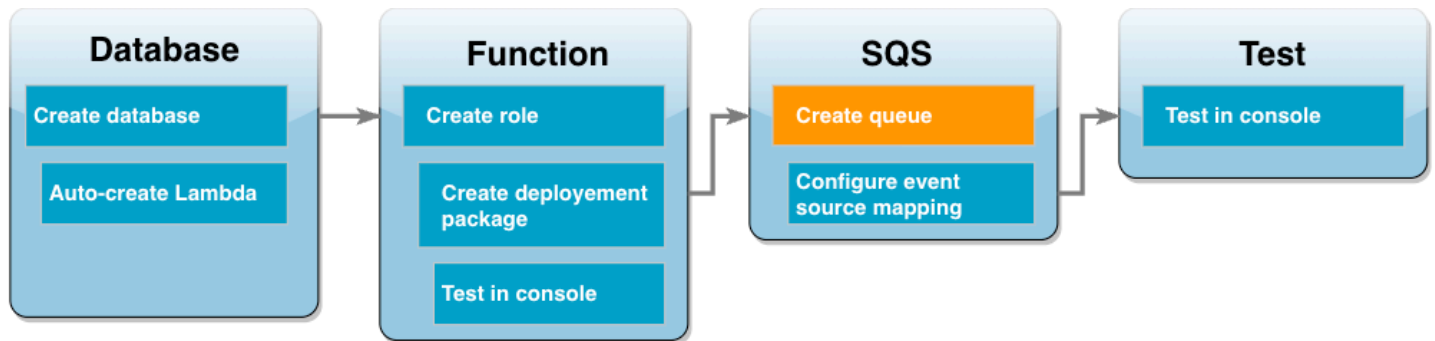 Database
Create database
Auto-create Lambda
Function
Create role
Create deployement
package
Test in console
SQS
Create queue
Configure event
source mapping
Test
Test in console